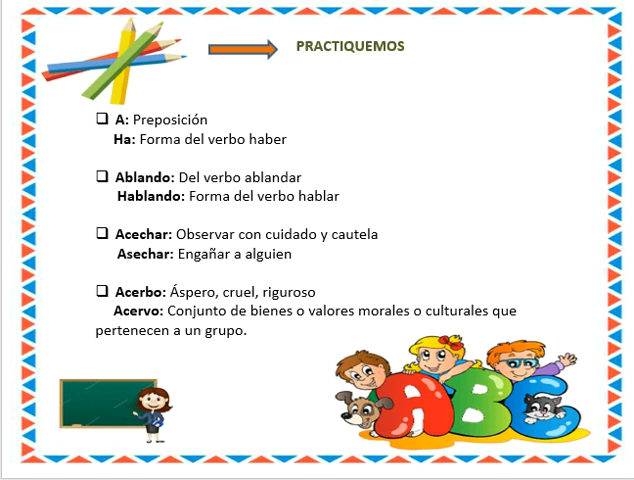 PRACTIQUEMOS
❑ A: Preposición
Ha: Forma del verbo haber
❑ Ablando: Del verbo ablandar
Hablando: Forma del verbo hablar
❑ Acechar: Observar con cuidado y cautela
Asechar: Engañar a alguien
❑ Acerbo: Áspero, cruel, riguroso
Acervo: Conjunto de bienes o valores morales o culturales que
pertenecen a un grupo.
ABC